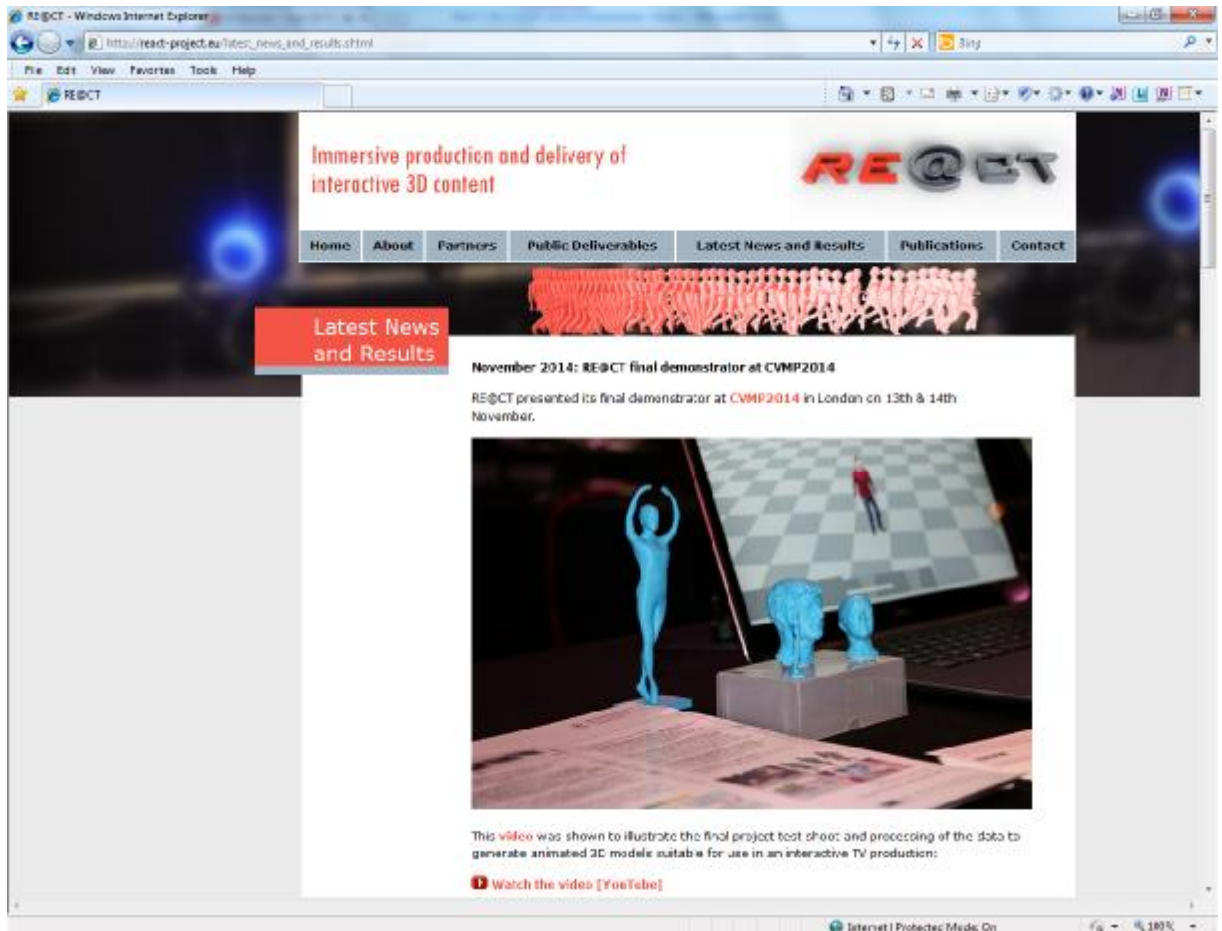 RE@CT - Windows Internet Explorer
http://react-project.eu/latest_news_and_results.shtml
Bing
File Edit View Favorites Tools Help
RE@CT
Immersive production and delivery of
interactive 3D content
RE@CT
Home About Partners Public Deliverables Latest News and Results Publications Contact
Latest News
and Results
November 2014: RE@CT final demonstrator at CVMP2014
RE@CT presented its final demonstrator at CVMP2014 in London on 13th & 14th
November.
This video was shown to illustrate the final project test shoot and processing of the data to
generate animated 3D models suitable for use in an interactive TV production:
Watch the video [YouTube]
Internet | Protected Mode: On
100%